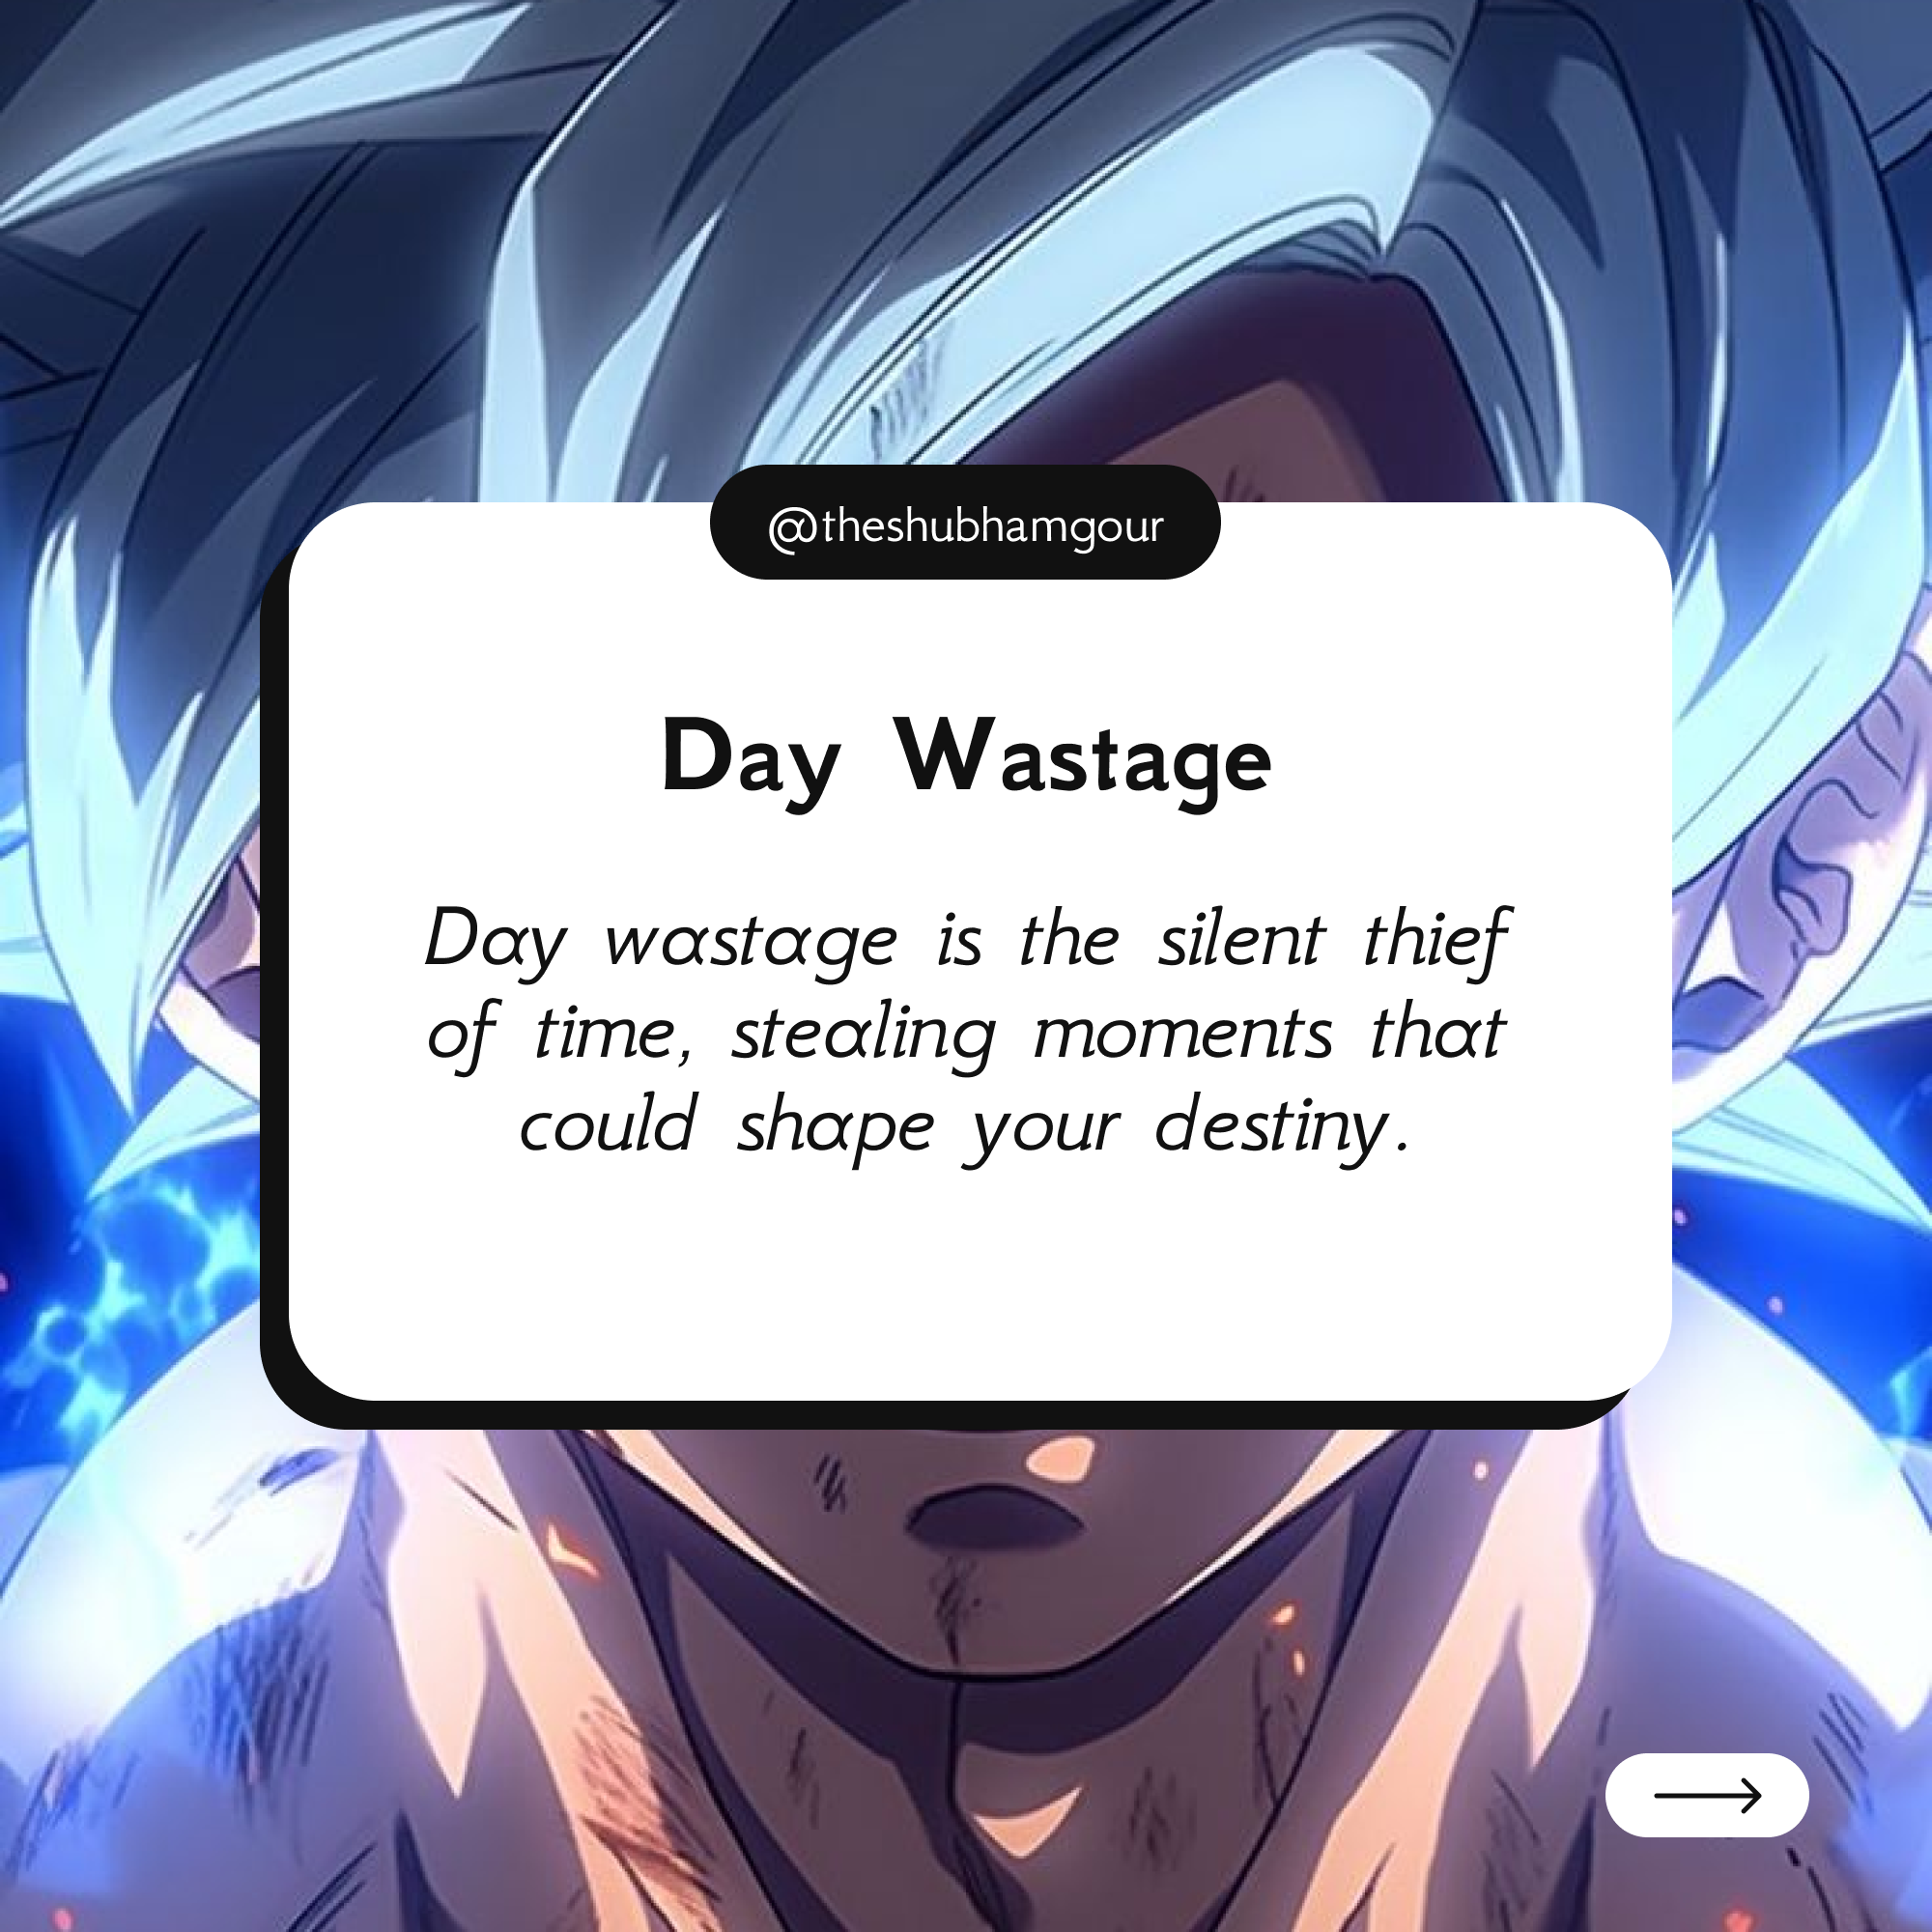 @theshubhamgour
Day Wastage
Day wastage is the silent thief
of time, stealing moments that
could shape your destiny.